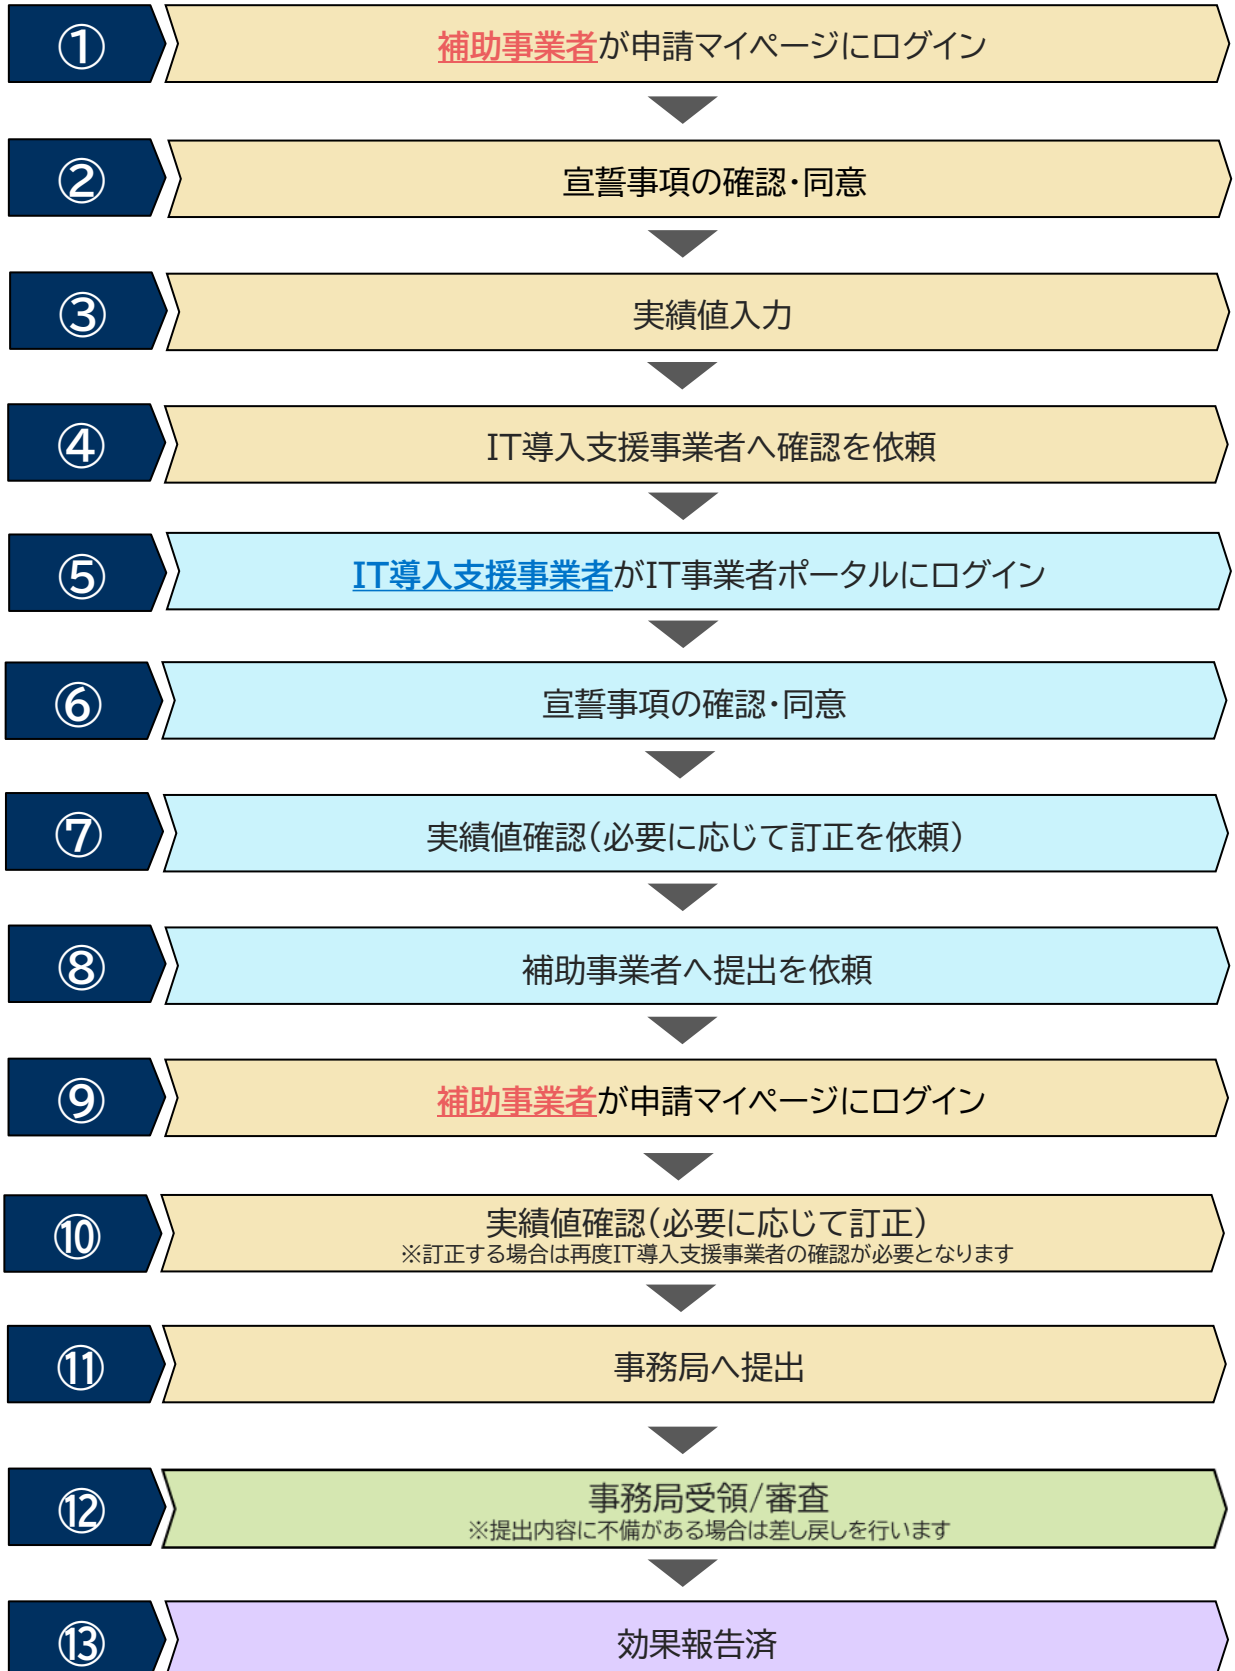 ①
補助事業者が申請マイページにログイン
②
宣誓事項の確認・同意
③
実績値入力
④
IT導入支援事業者へ確認を依頼
⑤
IT導入支援事業者がIT事業者ポータルにログイン
⑥
宣誓事項の確認・同意
⑦
実績値確認(必要に応じて訂正を依頼)
⑧
補助事業者へ提出を依頼
⑨
補助事業者が申請マイページにログイン
⑩
実績値確認(必要に応じて訂正)
※訂正する場合は再度IT導入支援事業者の確認が必要となります
⑪
事務局へ提出
⑫
事務局受領/審査
※提出内容に不備がある場合は差し戻しを行います
⑬
効果報告済